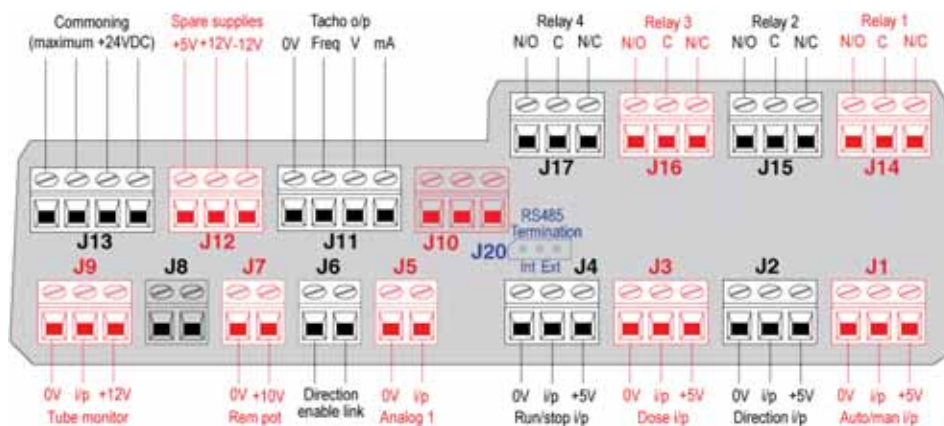 Commoning
(maximum +24VDC)
Spare supplies
+5V +12V -12V
Tacho o/p
0V Freq V mA
Relay 4
N/O C N/C
Relay 3
N/O C N/C
Relay 2
N/O C N/C
Relay 1
N/O C N/C
J17 J16 J15 J14
J13 J12 J11 J10
RS485
Termination
J20
Int Ext
J9 J8 J7 J6 J5 J4 J3 J2 J1
0V i/p +12V
Tube monitor
0V +10V
Rem pot
Direction
enable link
0V i/p
Analog 1
0V i/p +5V
Run/stop i/p
0V i/p +5V
Dose i/p
0V i/p +5V
Direction i/p
0V i/p +5V
Auto/man i/p